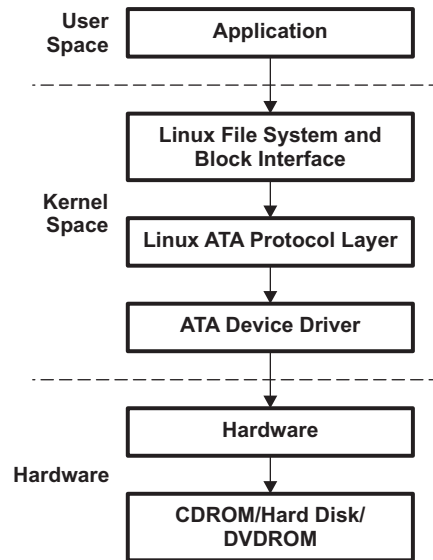 User
Space
Application
Linux File System and
Block Interface
Kernel
Space
Linux ATA Protocol Layer
ATA Device Driver
Hardware
Hardware
CDROM/Hard Disk/
DVDROM